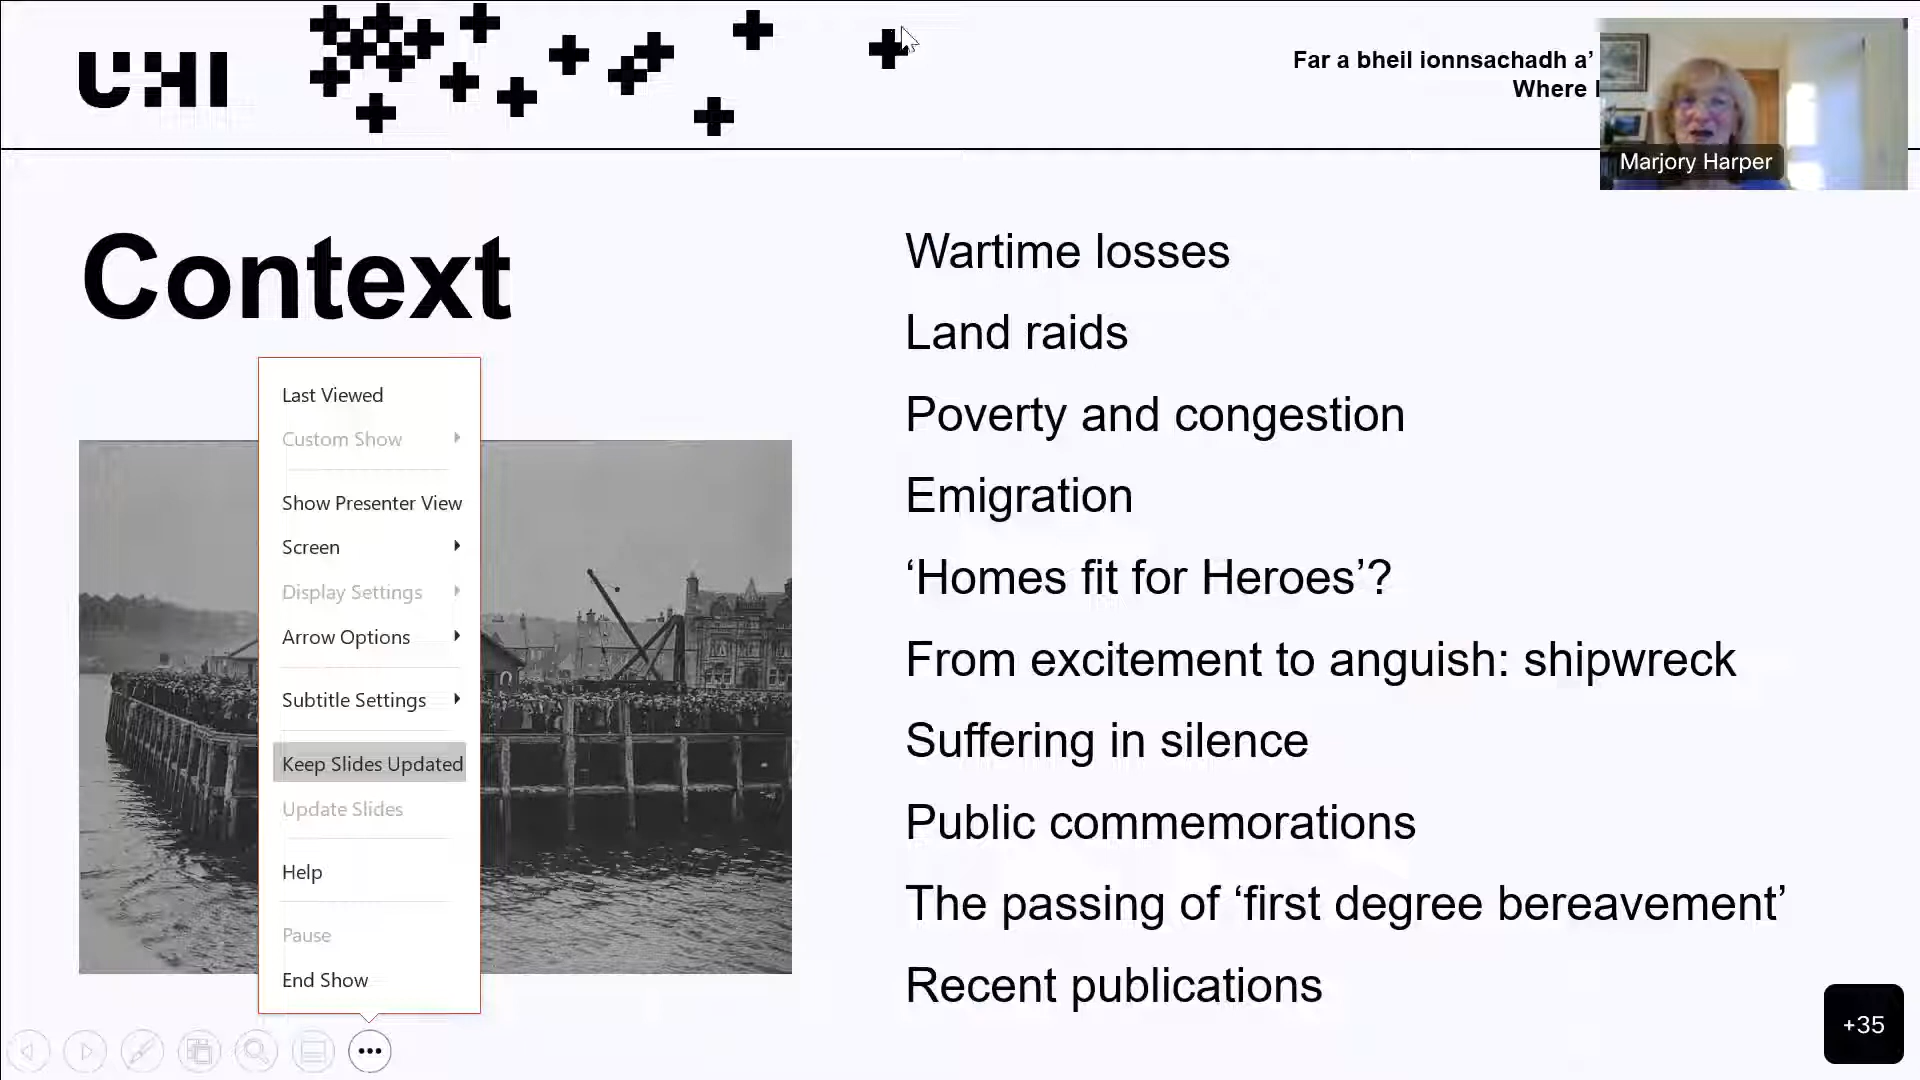 UHI
Far a bheil ionnsachadh a’
Where
Marjory Harper
Context
Wartime losses
Land raids
Poverty and congestion
Emigration
‘Homes fit for Heroes’?
From excitement to anguish: shipwreck
Suffering in silence
Public commemorations
The passing of ‘first degree bereavement’
Recent publications
Last Viewed
Custom Show
Show Presenter View
Screen
Display Settings
Arrow Options
Subtitle Settings
Keep Slides Updated
Update Slides
Help
Pause
End Show
+35